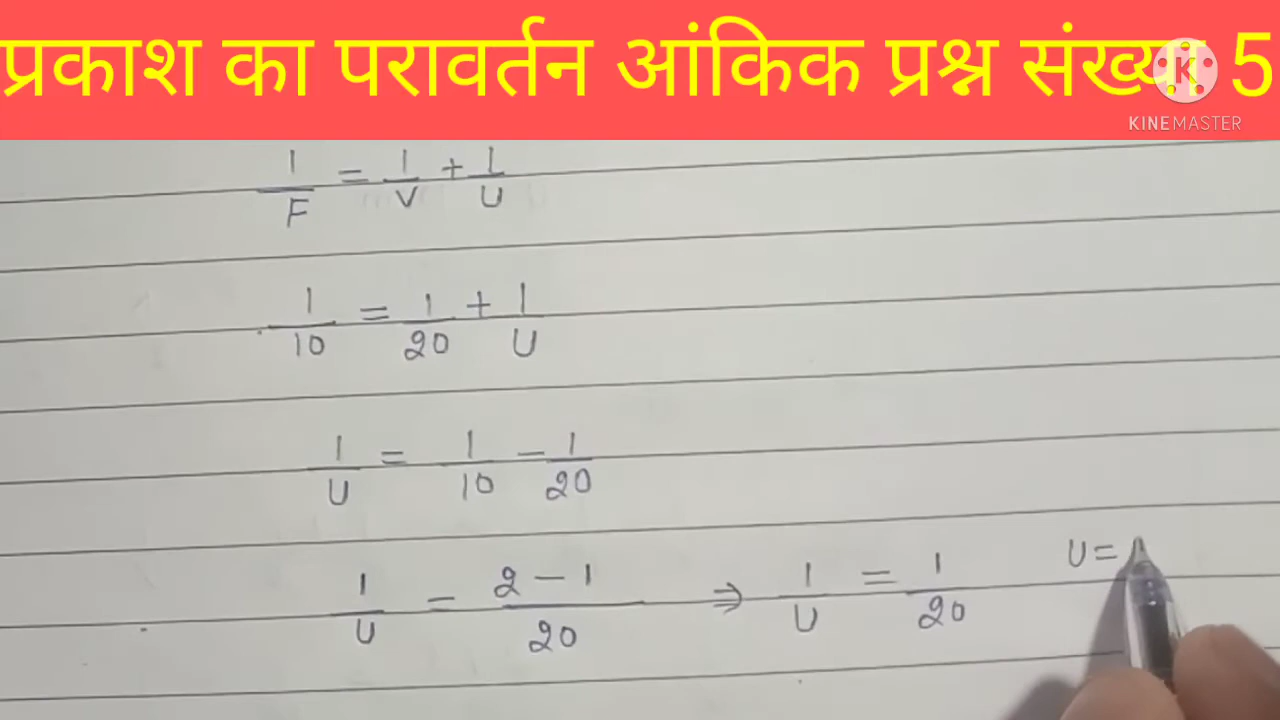 प्रकाश का परावर्तन आंकिक प्रश्न संख्या 5
KINEMASTER
1/F = 1/V + 1/U
1/10 = 1/20 + 1/U
1/U = 1/10 - 1/20
1/U = 2 - 1/20 ⇒ 1/U = 1/20 U =